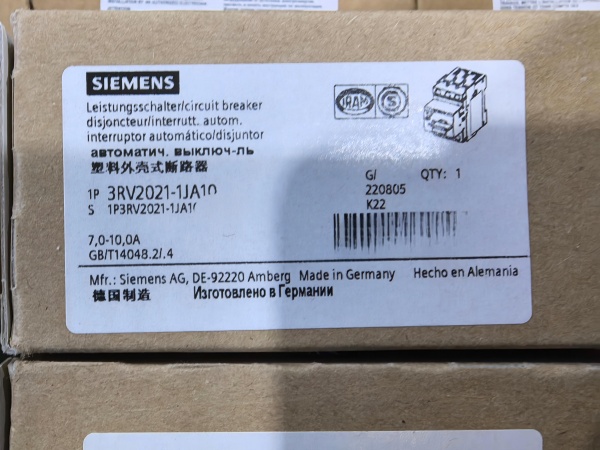 SIEMENS
Leistungsschalter/circuit breaker
disjoncteur/interrutt. autom.
interruptor automático/disjuntor
автоматич. выключ-ль
塑料外壳式断路器
1P 3RV2021-1JA10
S 1P3RV2021-1JA1
7,0-10,0A
GB/T14048.2/.4
IRAM S
G/ QTY: 1
220805
K22
Mfr.: Siemens AG, DE-92220 Amberg Made in Germany Hecho en Alemania
德国制造 Изготовлено в Германии